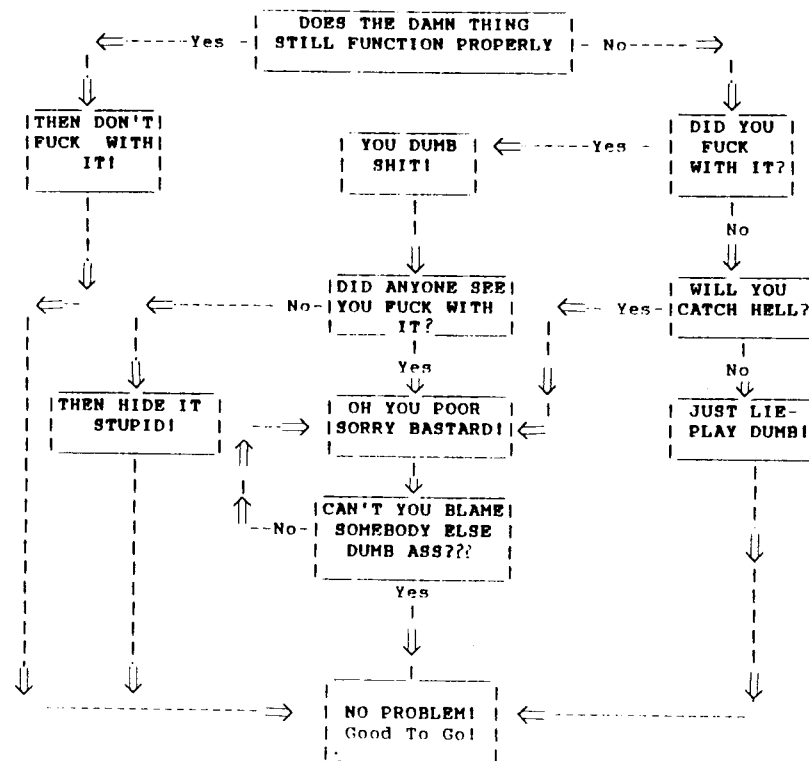 DOES THE DAMN THING
STILL FUNCTION PROPERLY
Yes
No
THEN DON'T
FUCK WITH
IT!
YOU DUMB
SHIT!
Yes
DID YOU
FUCK
WITH IT?
No
DID ANYONE SEE
YOU FUCK WITH
IT?
No
Yes
WILL YOU
CATCH HELL?
Yes
No
THEN HIDE IT
STUPID!
OH YOU POOR
SORRY BASTARD!
JUST LIE-
PLAY DUMB!
CAN'T YOU BLAME
SOMEBODY ELSE
DUMB ASS???
No
Yes
NO PROBLEM!
Good To Go!